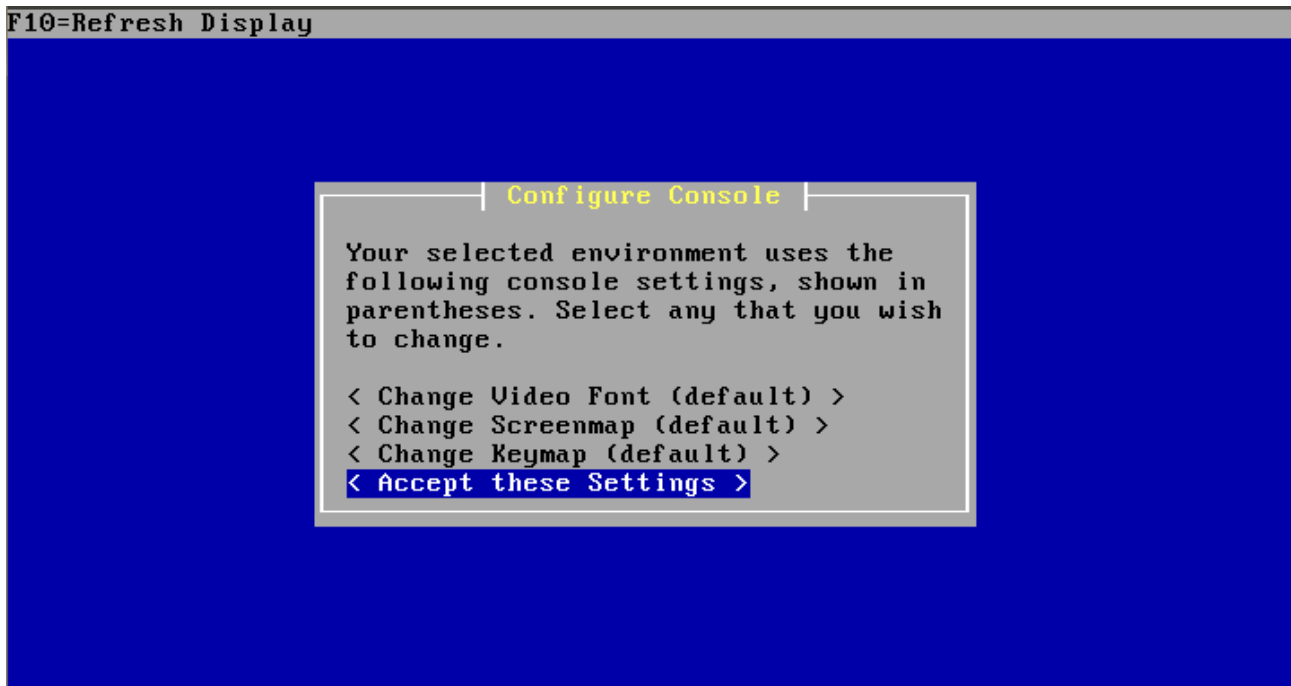 F10=Refresh Display
Configure Console
Your selected environment uses the
following console settings, shown in
parentheses. Select any that you wish
to change.
< Change Video Font (default) >
< Change Screenmap (default) >
< Change Keymap (default) >
< Accept these Settings >